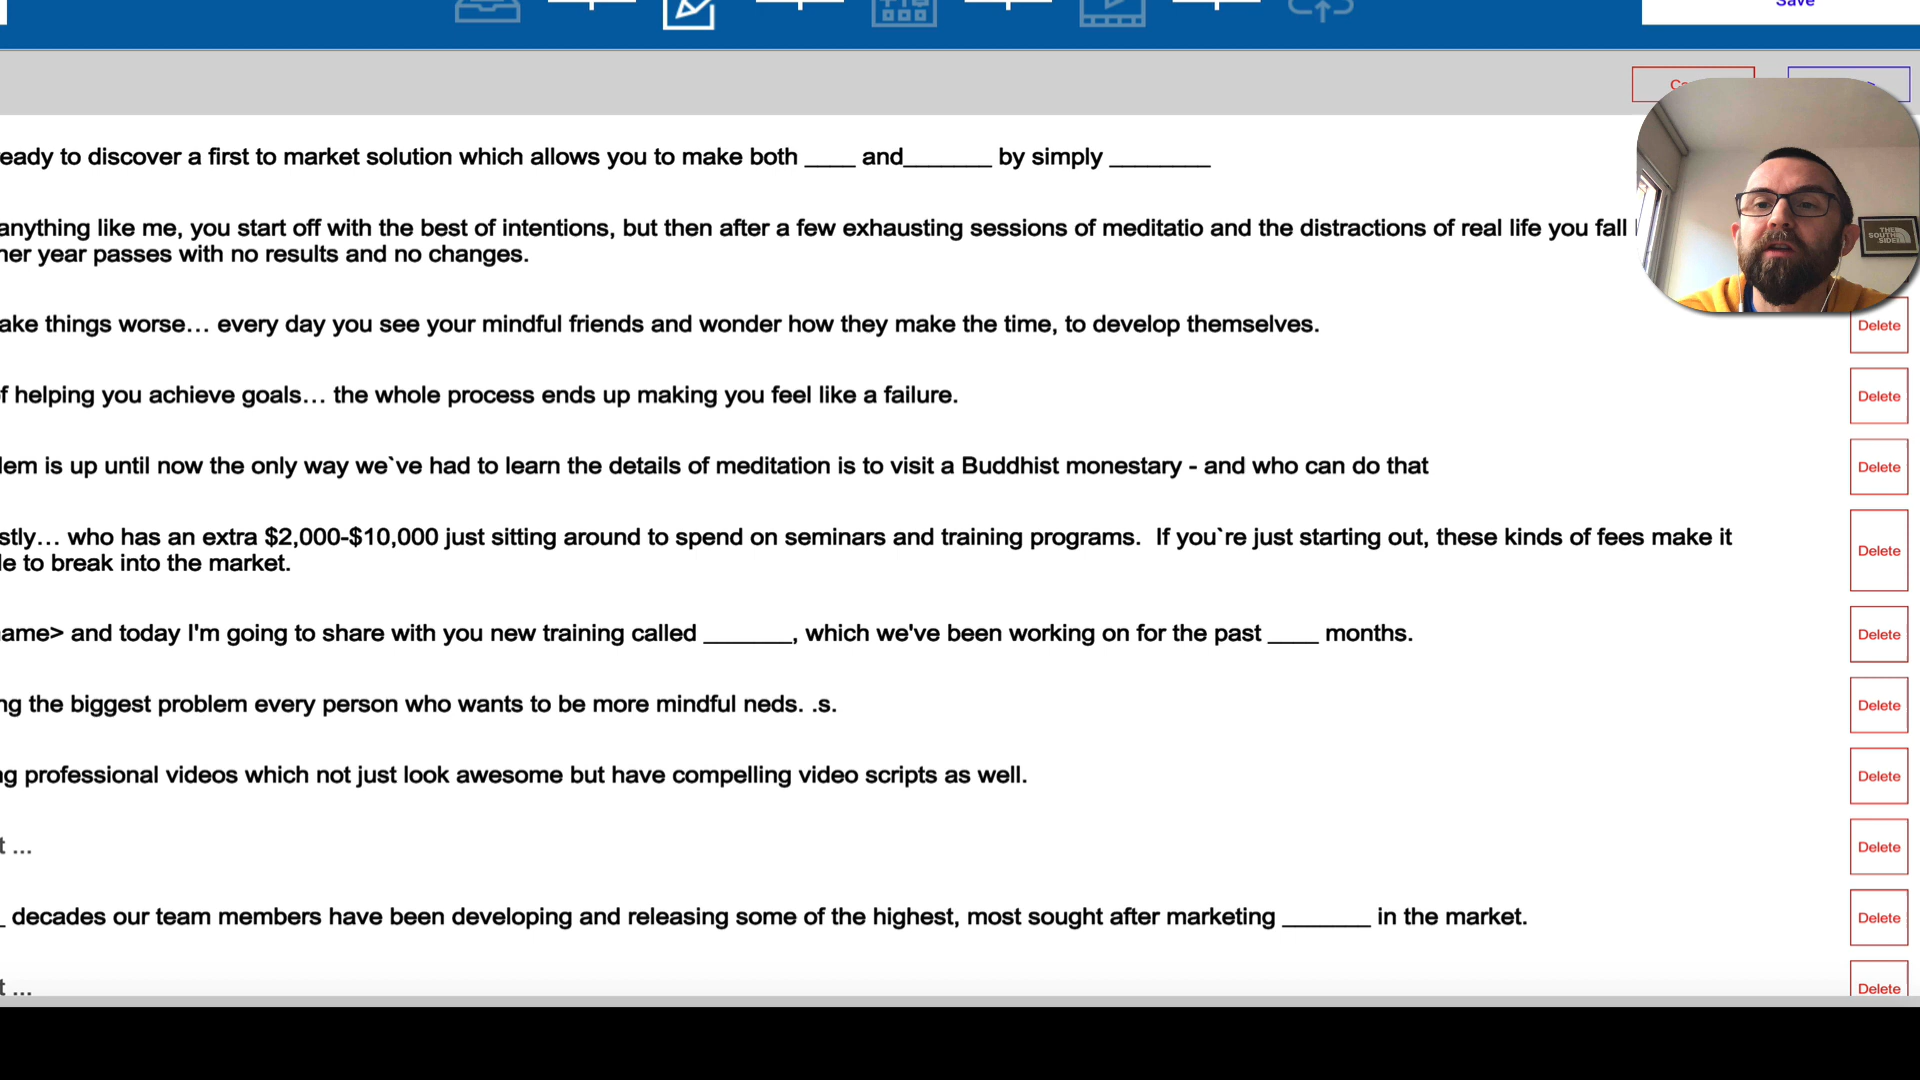 Save
eady to discover a first to market solution which allows you to make both ____ and_______ by simply ________
anything like me, you start off with the best of intentions, but then after a few exhausting sessions of meditatio and the distractions of real life you fall
her year passes with no results and no changes.
ake things worse… every day you see your mindful friends and wonder how they make the time, to develop themselves.
Delete
f helping you achieve goals… the whole process ends up making you feel like a failure.
Delete
lem is up until now the only way we`ve had to learn the details of meditation is to visit a Buddhist monestary - and who can do that
Delete
stly… who has an extra $2,000-$10,000 just sitting around to spend on seminars and training programs.  If you`re just starting out, these kinds of fees make it
le to break into the market.
Delete
ame> and today I'm going to share with you new training called _______, which we've been working on for the past ____ months.
Delete
ng the biggest problem every person who wants to be more mindful neds. .s.
Delete
ng professional videos which not just look awesome but have compelling video scripts as well.
Delete
t ...
Delete
_ decades our team members have been developing and releasing some of the highest, most sought after marketing _______ in the market.
Delete
t ...
Delete
THE
SOUTH
SIDE